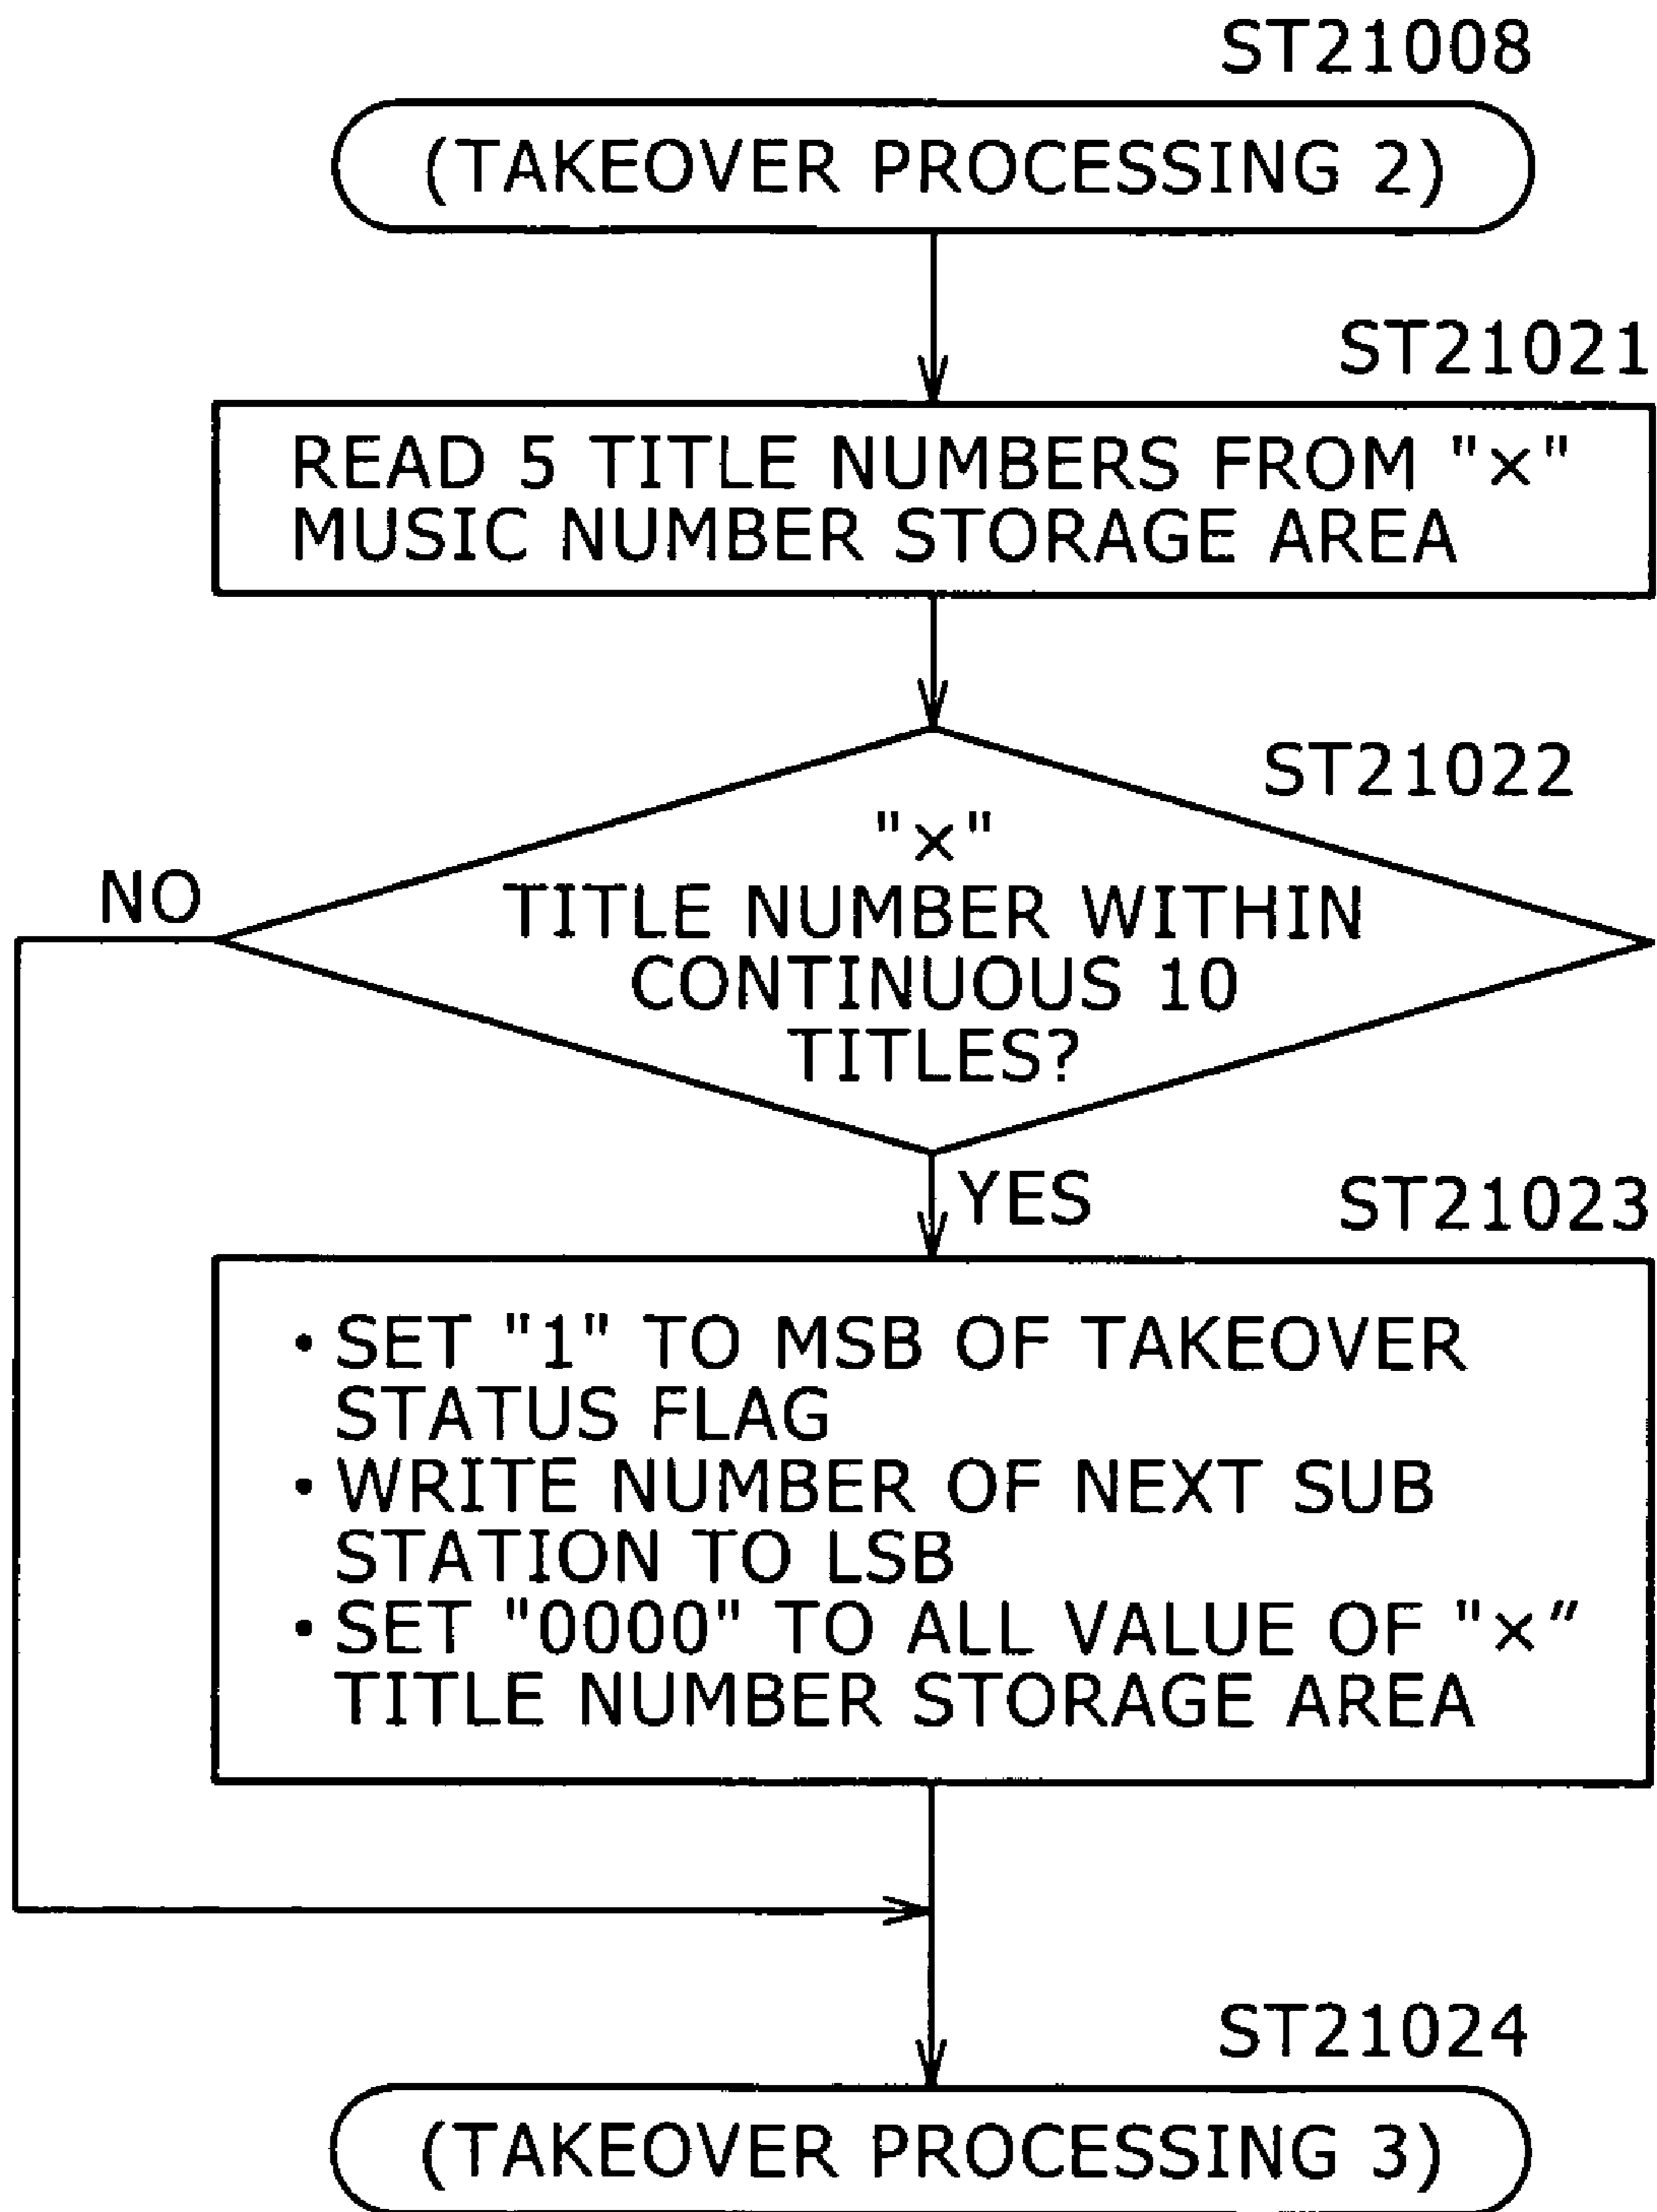 ST21008
(TAKEOVER PROCESSING 2)
ST21021
READ 5 TITLE NUMBERS FROM "×"
MUSIC NUMBER STORAGE AREA
ST21022
"×"
NO
TITLE NUMBER WITHIN
CONTINUOUS 10
TITLES?
YES
ST21023
• SET "1" TO MSB OF TAKEOVER
STATUS FLAG
• WRITE NUMBER OF NEXT SUB
STATION TO LSB
• SET "0000" TO ALL VALUE OF "×"
TITLE NUMBER STORAGE AREA
ST21024
(TAKEOVER PROCESSING 3)